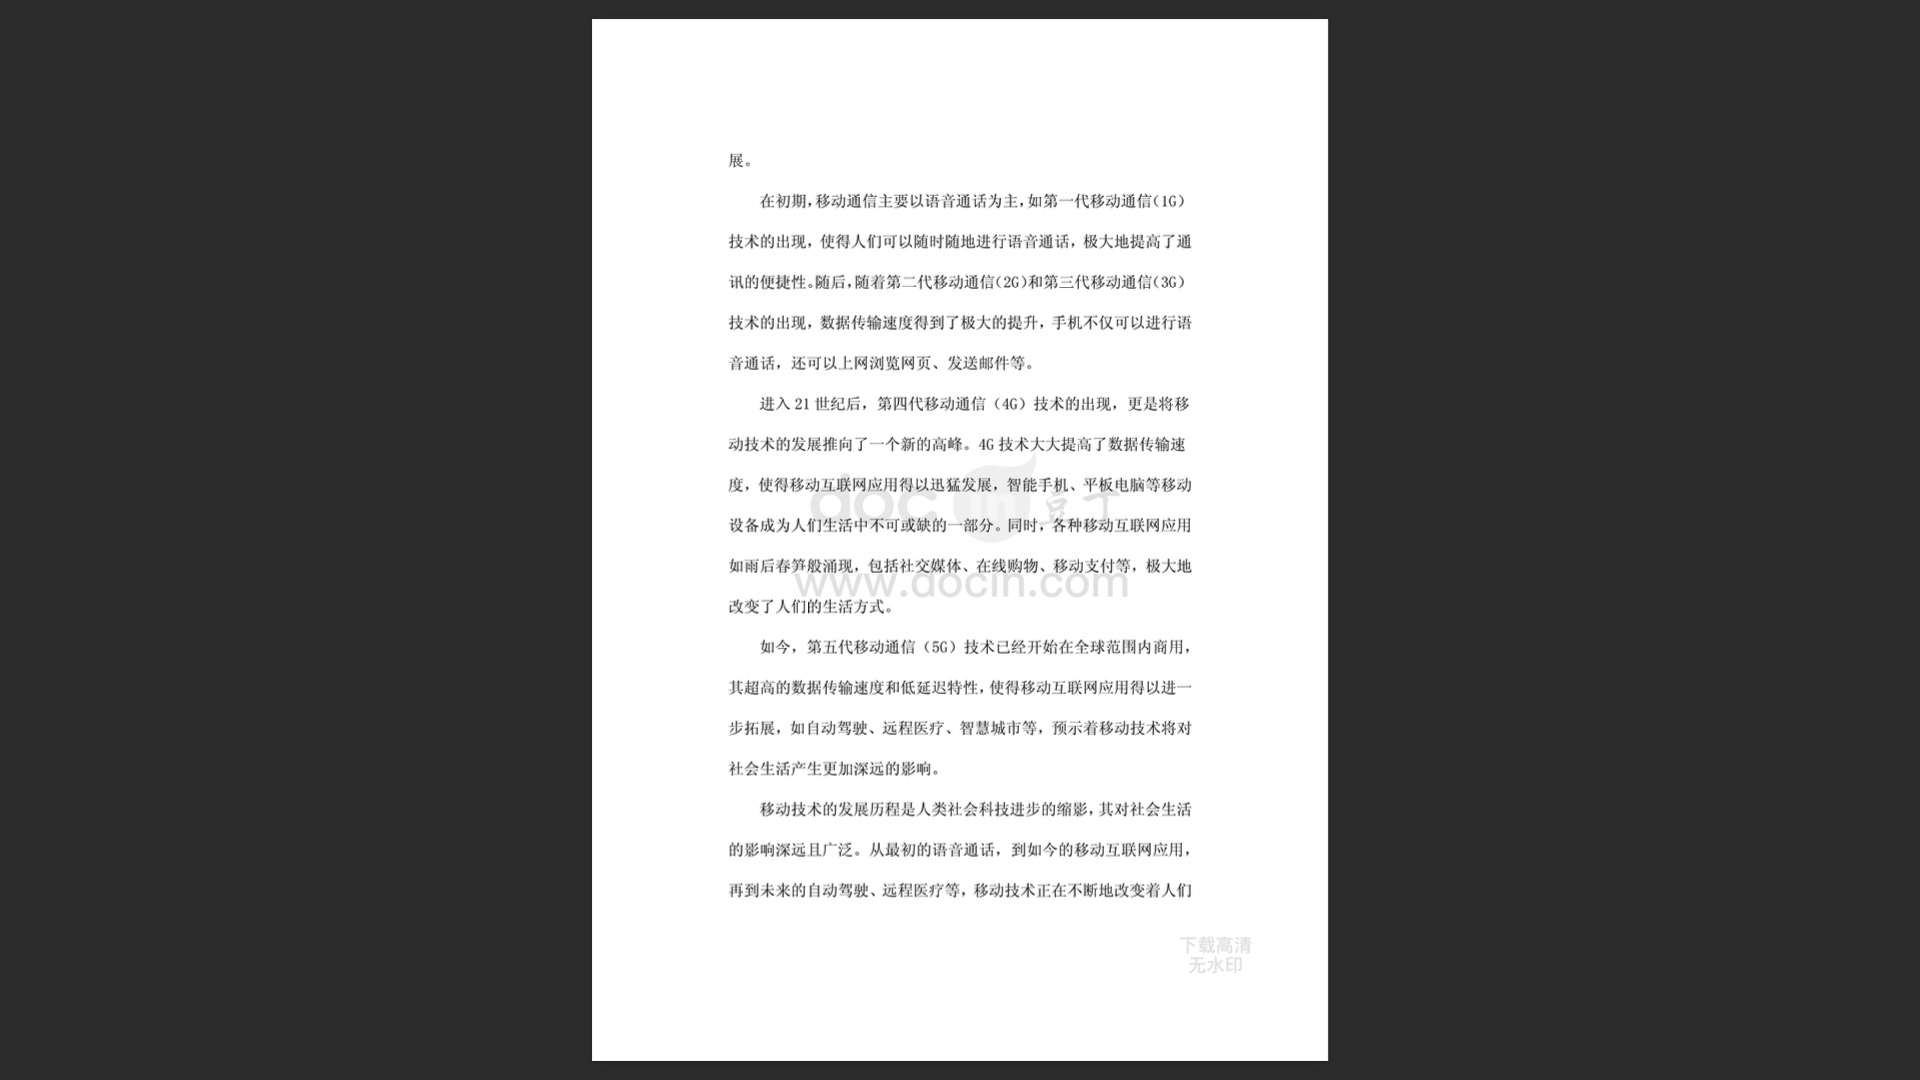 展。
在初期,移动通信主要以语音通话为主,如第一代移动通信(1G)
技术的出现，使得人们可以随时随地进行语音通话，极大地提高了通
讯的便捷性。随后,随着第二代移动通信(2G)和第三代移动通信(3G)
技术的出现，数据传输速度得到了极大的提升，手机不仅可以进行语
音通话，还可以上网浏览网页、发送邮件等。
进入 21 世纪后，第四代移动通信（4G）技术的出现，更是将移
动技术的发展推向了一个新的高峰。4G 技术大大提高了数据传输速
度，使得移动互联网应用得以迅猛发展，智能手机、平板电脑等移动
设备成为人们生活中不可或缺的一部分。同时，各种移动互联网应用
如雨后春笋般涌现，包括社交媒体、在线购物、移动支付等，极大地
改变了人们的生活方式。
如今，第五代移动通信（5G）技术已经开始在全球范围内商用，
其超高的数据传输速度和低延迟特性,使得移动互联网应用得以进一
步拓展，如自动驾驶、远程医疗、智慧城市等，预示着移动技术将对
社会生活产生更加深远的影响。
移动技术的发展历程是人类社会科技进步的缩影,其对社会生活
的影响深远且广泛。从最初的语音通话，到如今的移动互联网应用，
再到未来的自动驾驶、远程医疗等，移动技术正在不断地改变着人们
doc in 豆丁
www.docin.com
下载高清
无水印